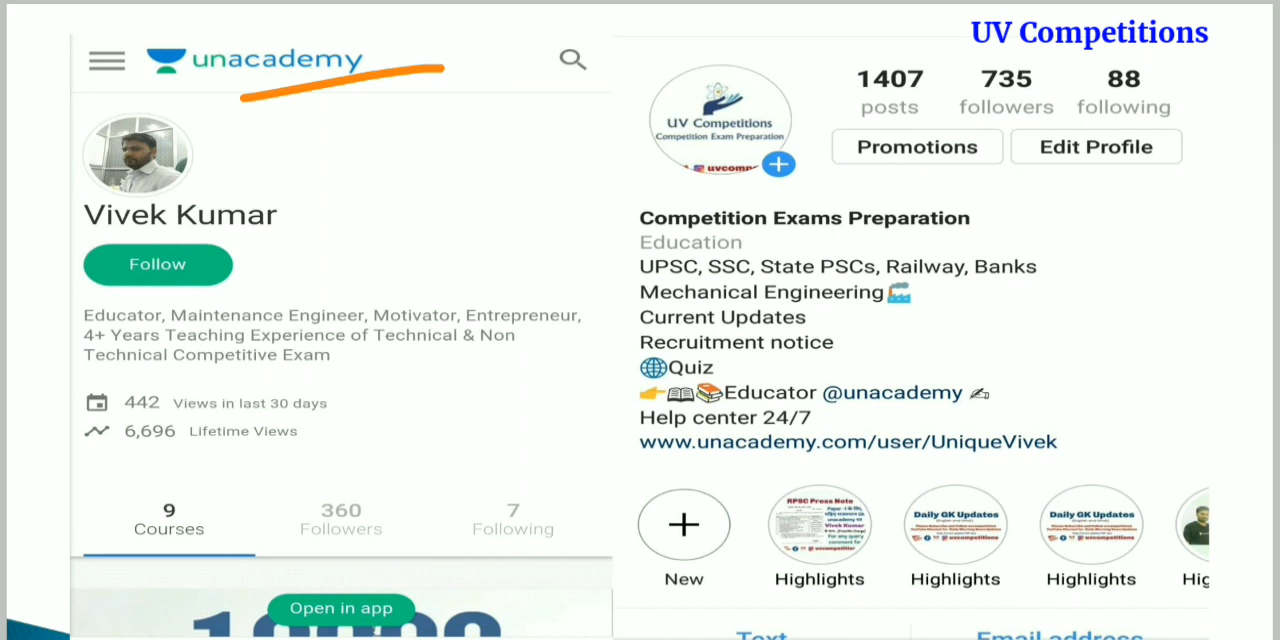 UV Competitions
unacademy
Vivek Kumar
Follow
Educator, Maintenance Engineer, Motivator, Entrepreneur,
4+ Years Teaching Experience of Technical & Non
Technical Competitive Exam
442 Views in last 30 days
6,696 Lifetime Views
9
Courses
360
Followers
7
Following
Open in app
UV Competitions
Competition Exam Preparation
1407
posts
735
followers
88
following
Promotions
Edit Profile
Competition Exams Preparation
Education
UPSC, SSC, State PSCs, Railway, Banks
Mechanical Engineering
Current Updates
Recruitment notice
Quiz
Educator @unacademy
Help center 24/7
www.unacademy.com/user/UniqueVivek
RPSC Press Note
Vivek Kumar
Daily GK Updates
Daily GK Updates
New
Highlights
Highlights
Highlights
Text
Email address